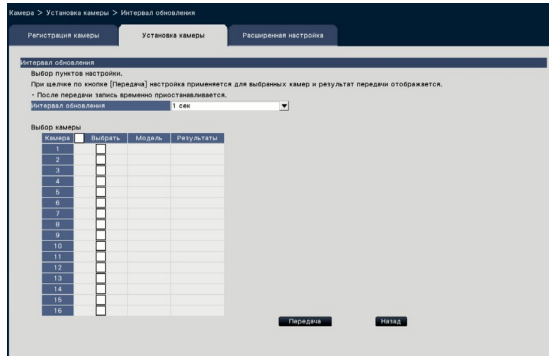 Камера > Установка камеры > Интервал обновления
Регистрация камеры Установка камеры Расширенная настройка
Интервал обновления
Выбор пунктов настройки.
При щелчке по кнопке [Передача] настройка применяется для выбранных камер и результат передачи отображается.
· После передачи запись временно приостанавливается.
Интервал обновления 1 сек
Выбор камеры
Камера Выбрать Модель Результаты
1
2
3
4
5
6
7
8
9
10
11
12
13
14
15
16
Передача Назад